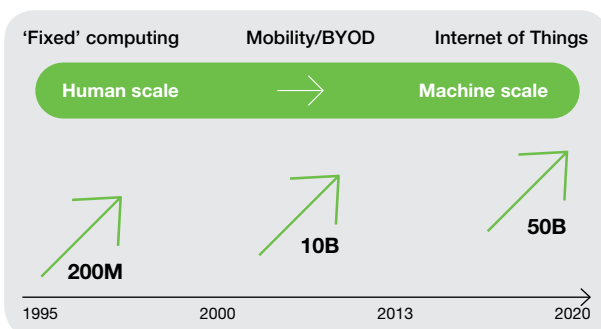 ‘Fixed’ computing Mobility/BYOD Internet of Things
Human scale Machine scale
200M 10B 50B
1995 2000 2013 2020